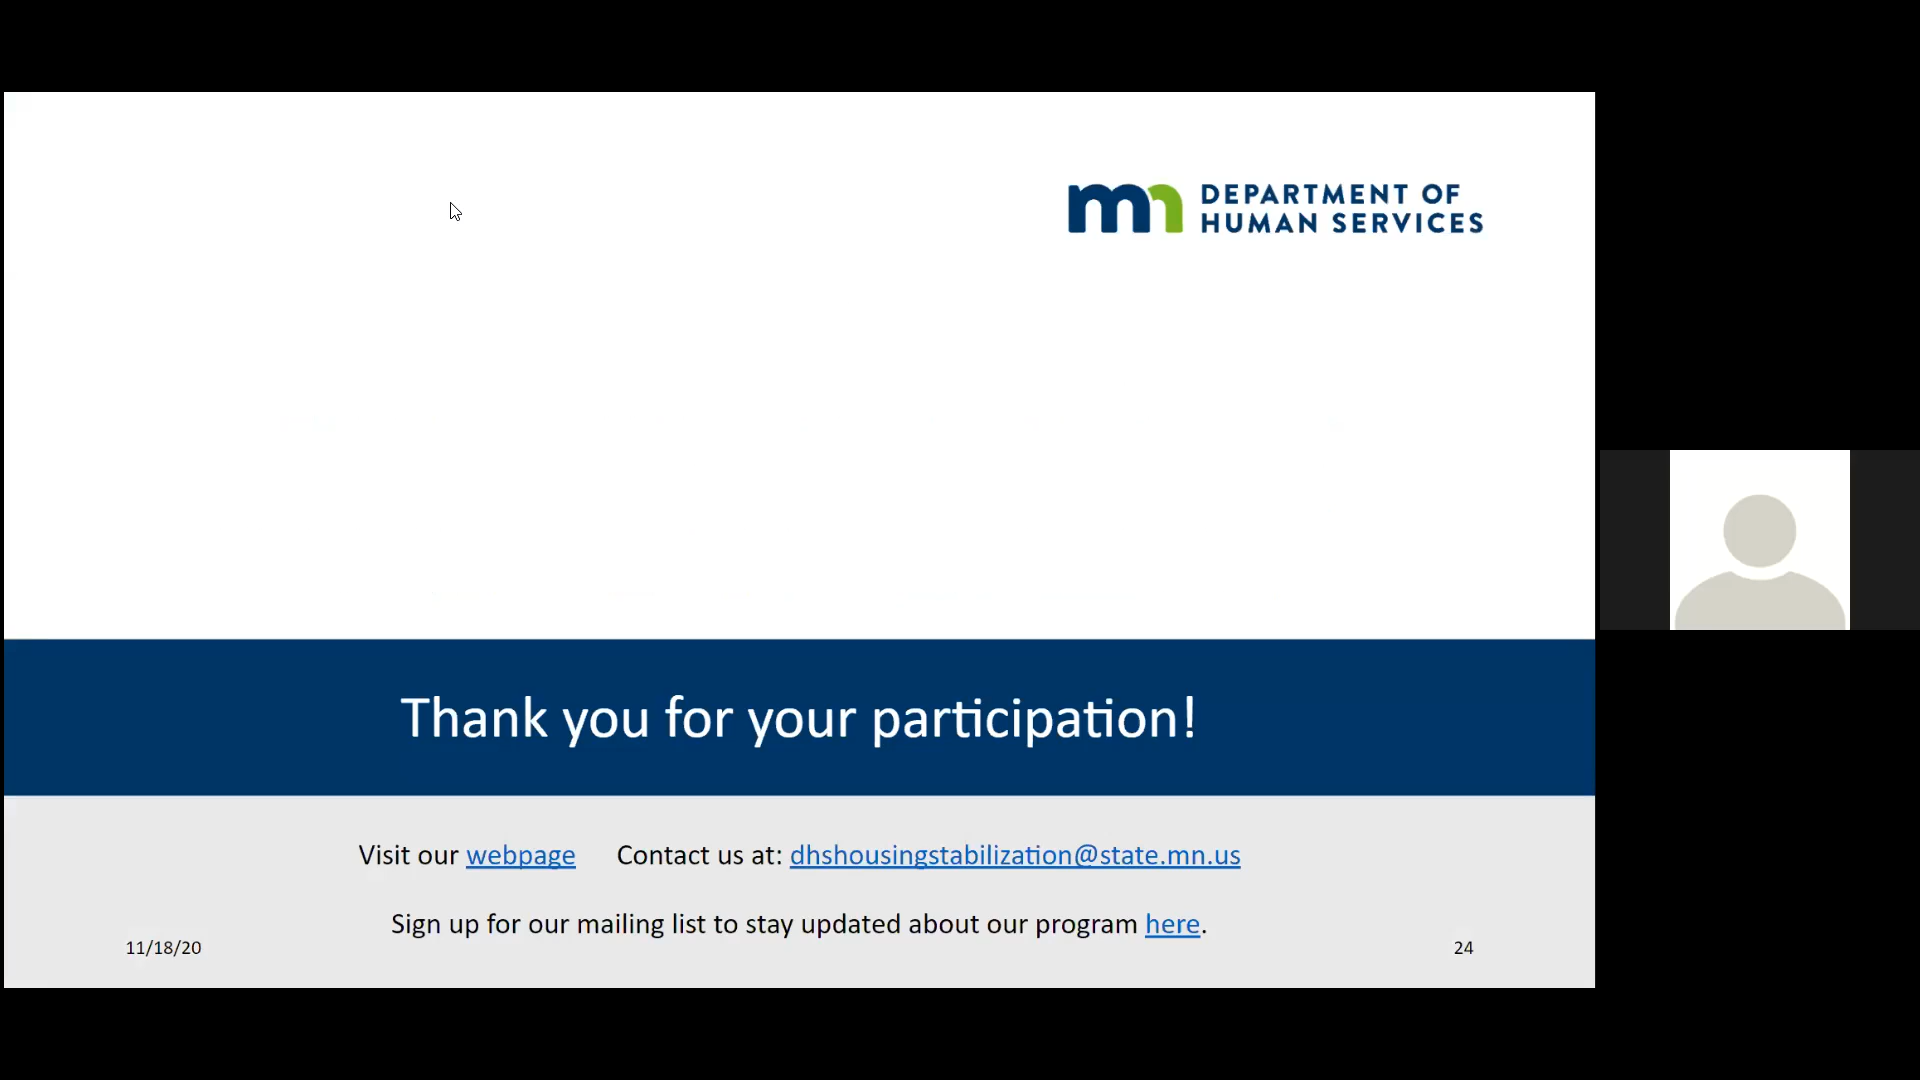 mn DEPARTMENT OF
HUMAN SERVICES
Thank you for your participation!
Visit our webpage Contact us at: dhshousingstabilization@state.mn.us
Sign up for our mailing list to stay updated about our program here.
11/18/20
24